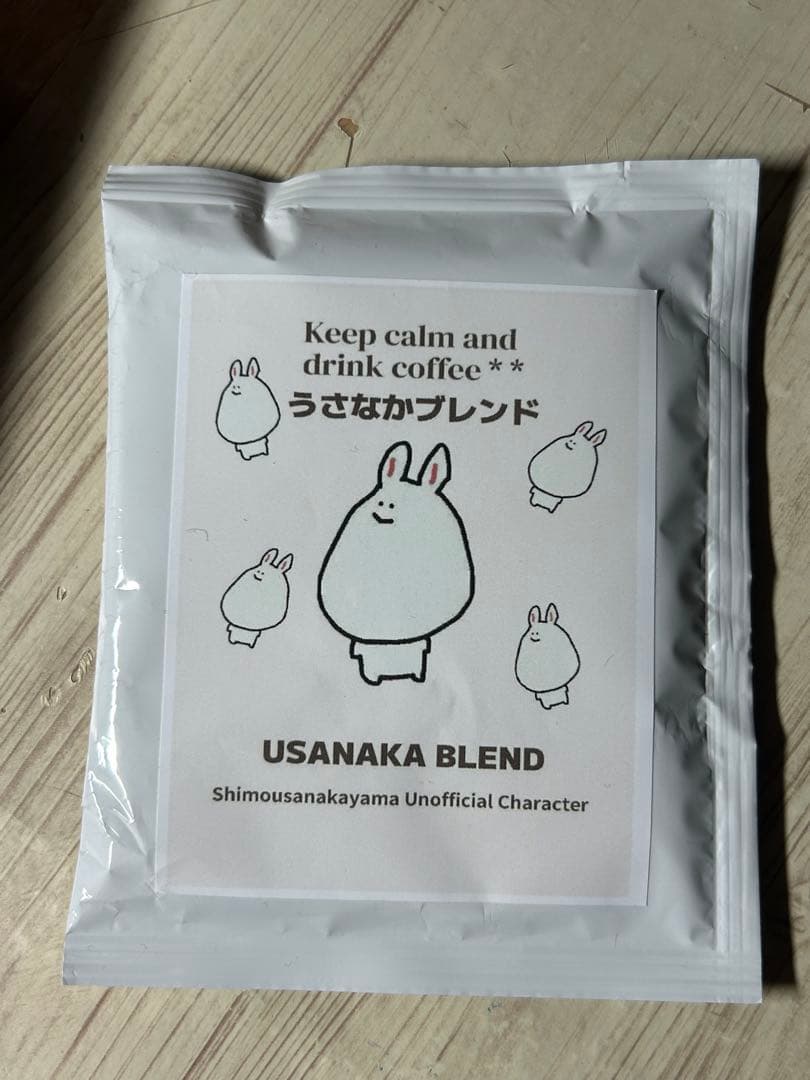 Keep calm and
drink coffee * *
うさなかブレンド
USANAKA BLEND
Shimousanakayama Unofficial Character